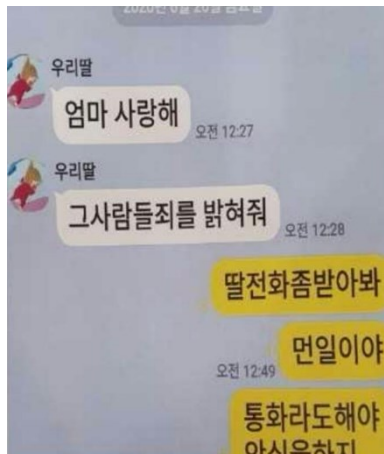 우리딸
엄마 사랑해
오전 12:27
우리딸
그사람들죄를 밝혀줘
오전 12:28
딸전화좀받아봐
먼일이야
오전 12:49
통화라도해야